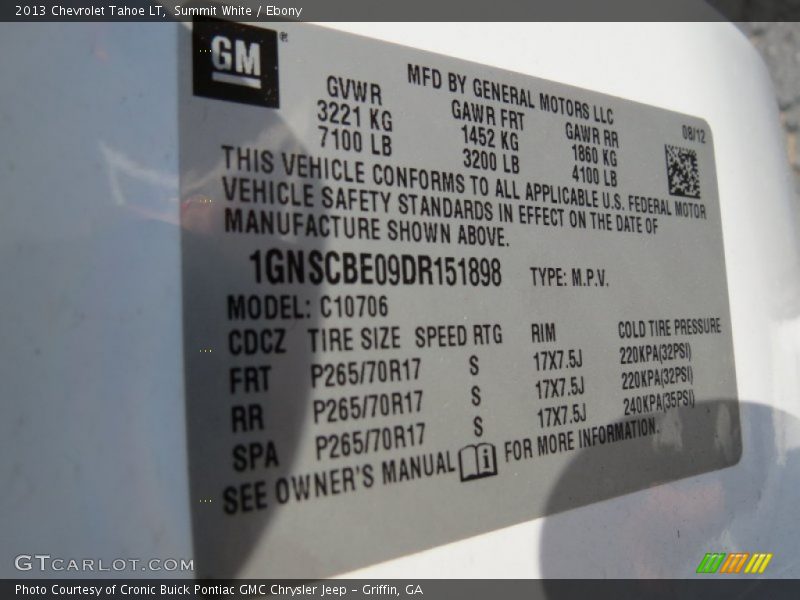 2013 Chevrolet Tahoe LT,  Summit White / Ebony
GM®
MFD BY GENERAL MOTORS LLC
GVWR GAWR FRT GAWR RR 08/12
3221 KG 1452 KG 1860 KG
7100 LB 3200 LB 4100 LB
THIS VEHICLE CONFORMS TO ALL APPLICABLE U.S. FEDERAL MOTOR
VEHICLE SAFETY STANDARDS IN EFFECT ON THE DATE OF
MANUFACTURE SHOWN ABOVE.
1GNSCBE09DR151898 TYPE: M.P.V.
MODEL: C10706
CDCZ TIRE SIZE SPEED RTG RIM COLD TIRE PRESSURE
FRT P265/70R17 S 17X7.5J 220KPA(32PSI)
RR P265/70R17 S 17X7.5J 220KPA(32PSI)
SPA P265/70R17 S 17X7.5J 240KPA(35PSI)
SEE OWNER'S MANUAL FOR MORE INFORMATION.
GTCARLOT.COM
Photo Courtesy of Cronic Buick Pontiac GMC Chrysler Jeep – Griffin, GA